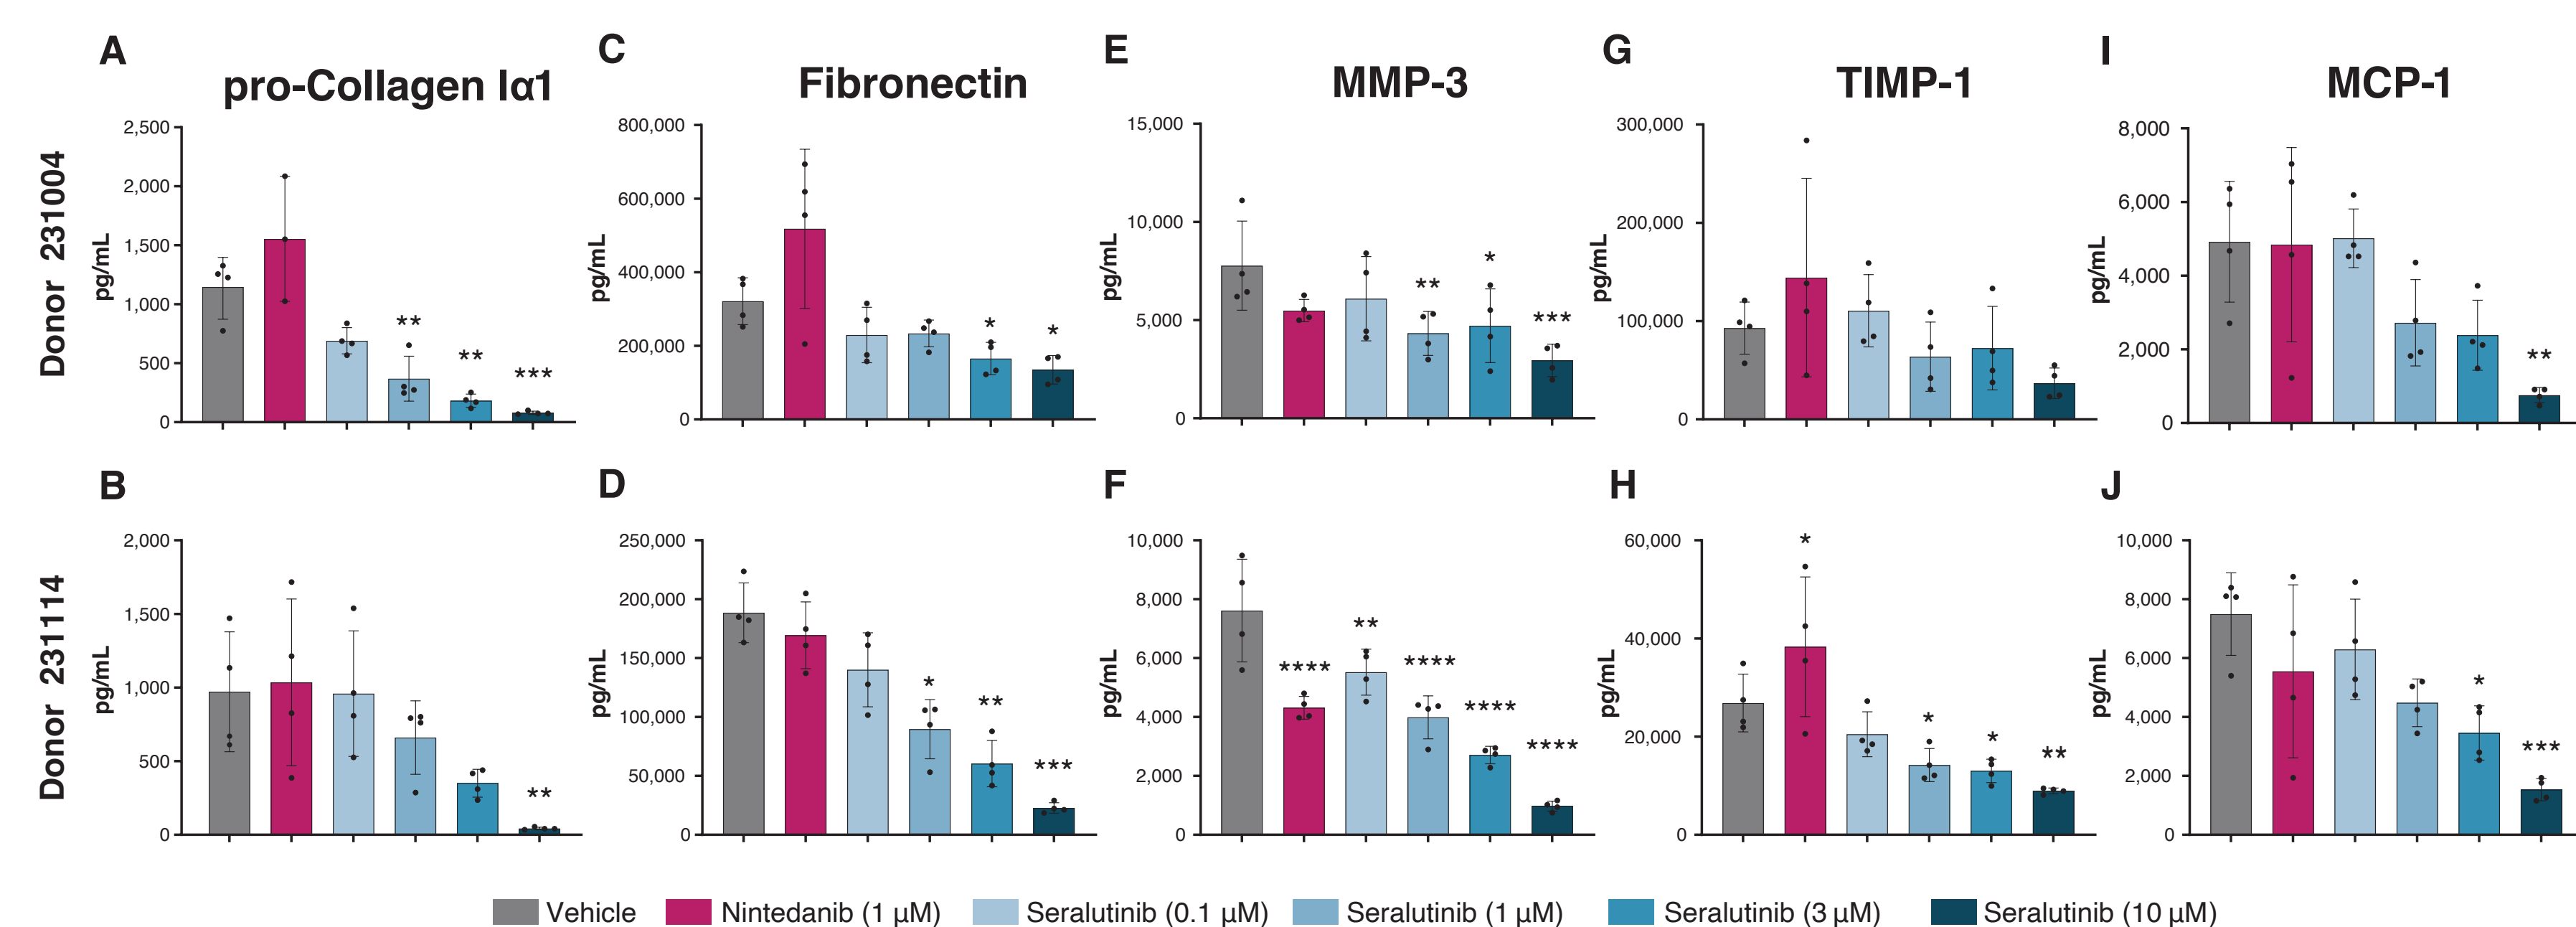 A
pro-Collagen Iα1
C
Fibronectin
E
MMP-3
G
TIMP-1
I
MCP-1
Donor 231004
pg/mL
2,500
2,000
1,500
1,000
500
0
**
**
***
pg/mL
800,000
600,000
400,000
200,000
0
*
*
pg/mL
15,000
10,000
5,000
0
**
*
***
pg/mL
300,000
200,000
100,000
0
pg/mL
8,000
6,000
4,000
2,000
0
**
B
D
F
H
J
Donor 231114
pg/mL
2,000
1,500
1,000
500
0
**
pg/mL
250,000
200,000
150,000
100,000
50,000
0
*
**
***
pg/mL
10,000
8,000
6,000
4,000
2,000
0
****
**
****
****
****
pg/mL
60,000
40,000
20,000
0
*
*
*
**
pg/mL
10,000
8,000
6,000
4,000
2,000
0
*
***
Vehicle Nintedanib (1 µM) Seralutinib (0.1 µM) Seralutinib (1 µM) Seralutinib (3 µM) Seralutinib (10 µM)